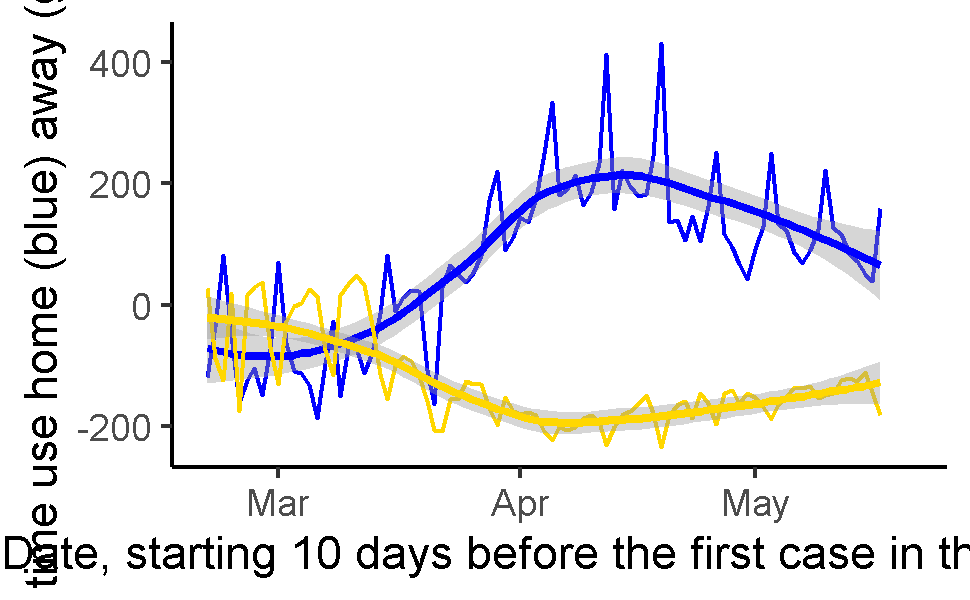 time use home (blue) away (
400
200
0
-200
Mar Apr May
Date, starting 10 days before the first case in th